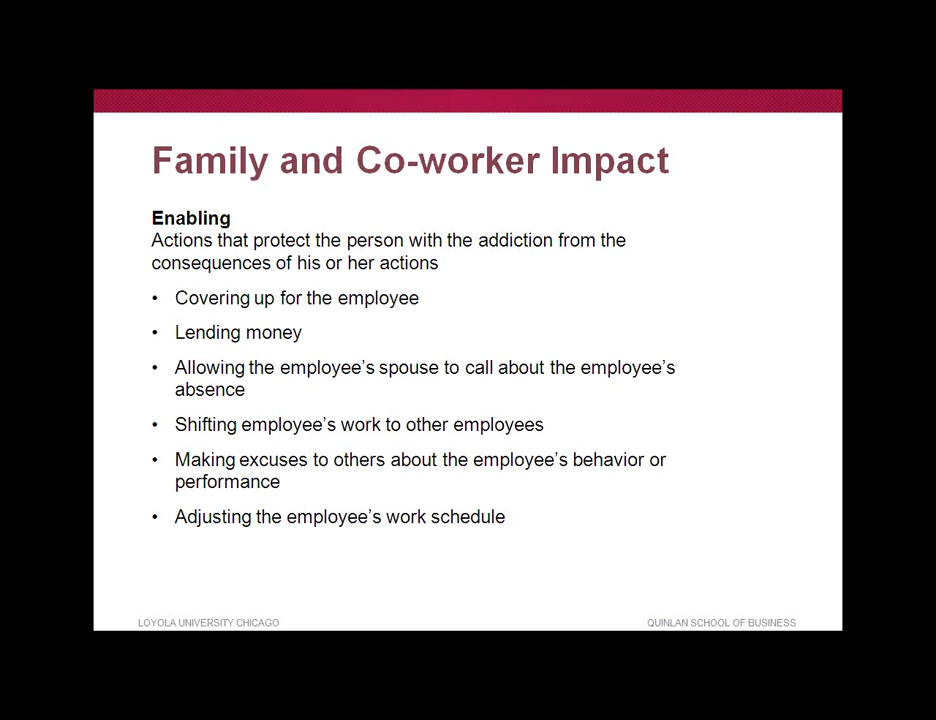 Family and Co-worker Impact
Enabling
Actions that protect the person with the addiction from the
consequences of his or her actions
• Covering up for the employee
• Lending money
• Allowing the employee’s spouse to call about the employee’s
absence
• Shifting employee’s work to other employees
• Making excuses to others about the employee’s behavior or
performance
• Adjusting the employee’s work schedule
LOYOLA UNIVERSITY CHICAGO
QUINLAN SCHOOL OF BUSINESS